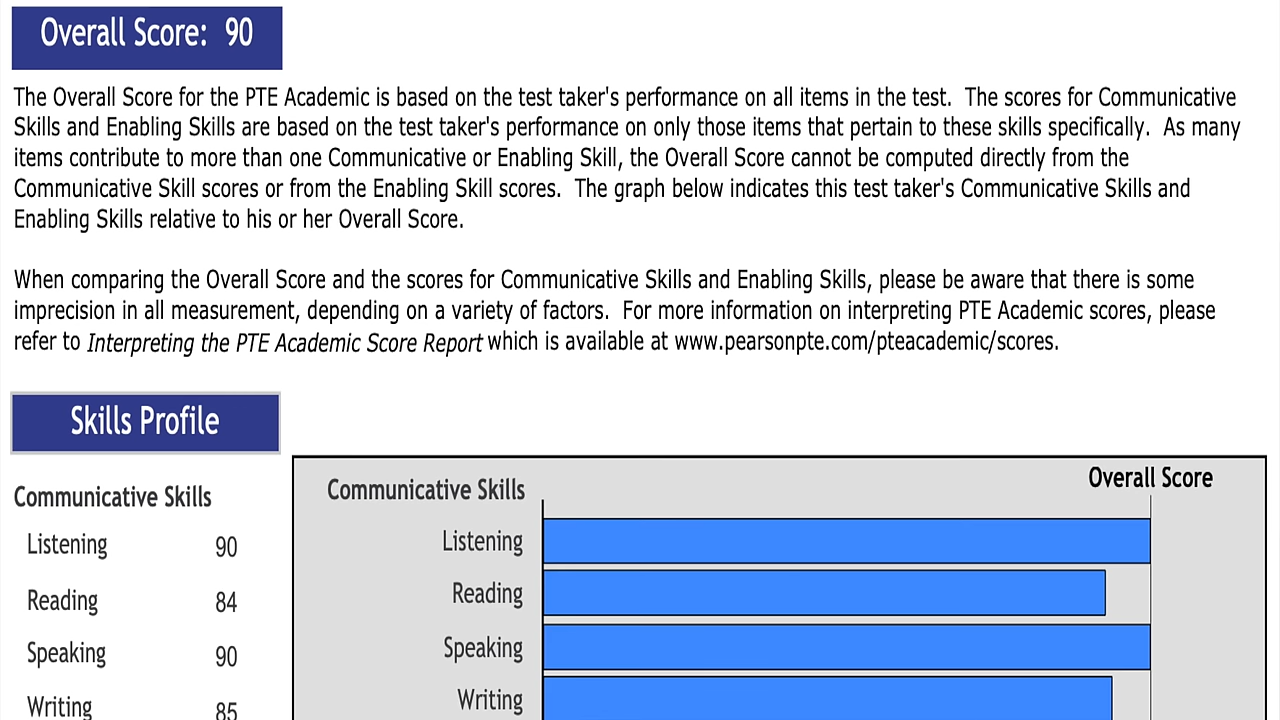 Overall Score: 90
The Overall Score for the PTE Academic is based on the test taker's performance on all items in the test. The scores for Communicative
Skills and Enabling Skills are based on the test taker's performance on only those items that pertain to these skills specifically. As many
items contribute to more than one Communicative or Enabling Skill, the Overall Score cannot be computed directly from the
Communicative Skill scores or from the Enabling Skill scores. The graph below indicates this test taker's Communicative Skills and
Enabling Skills relative to his or her Overall Score.
When comparing the Overall Score and the scores for Communicative Skills and Enabling Skills, please be aware that there is some
imprecision in all measurement, depending on a variety of factors. For more information on interpreting PTE Academic scores, please
refer to Interpreting the PTE Academic Score Report which is available at www.pearsonpte.com/pteacademic/scores.
Skills Profile
Communicative Skills
Listening 90
Reading 84
Speaking 90
Writing 85
Overall Score
Communicative Skills
Listening
Reading
Speaking
Writing